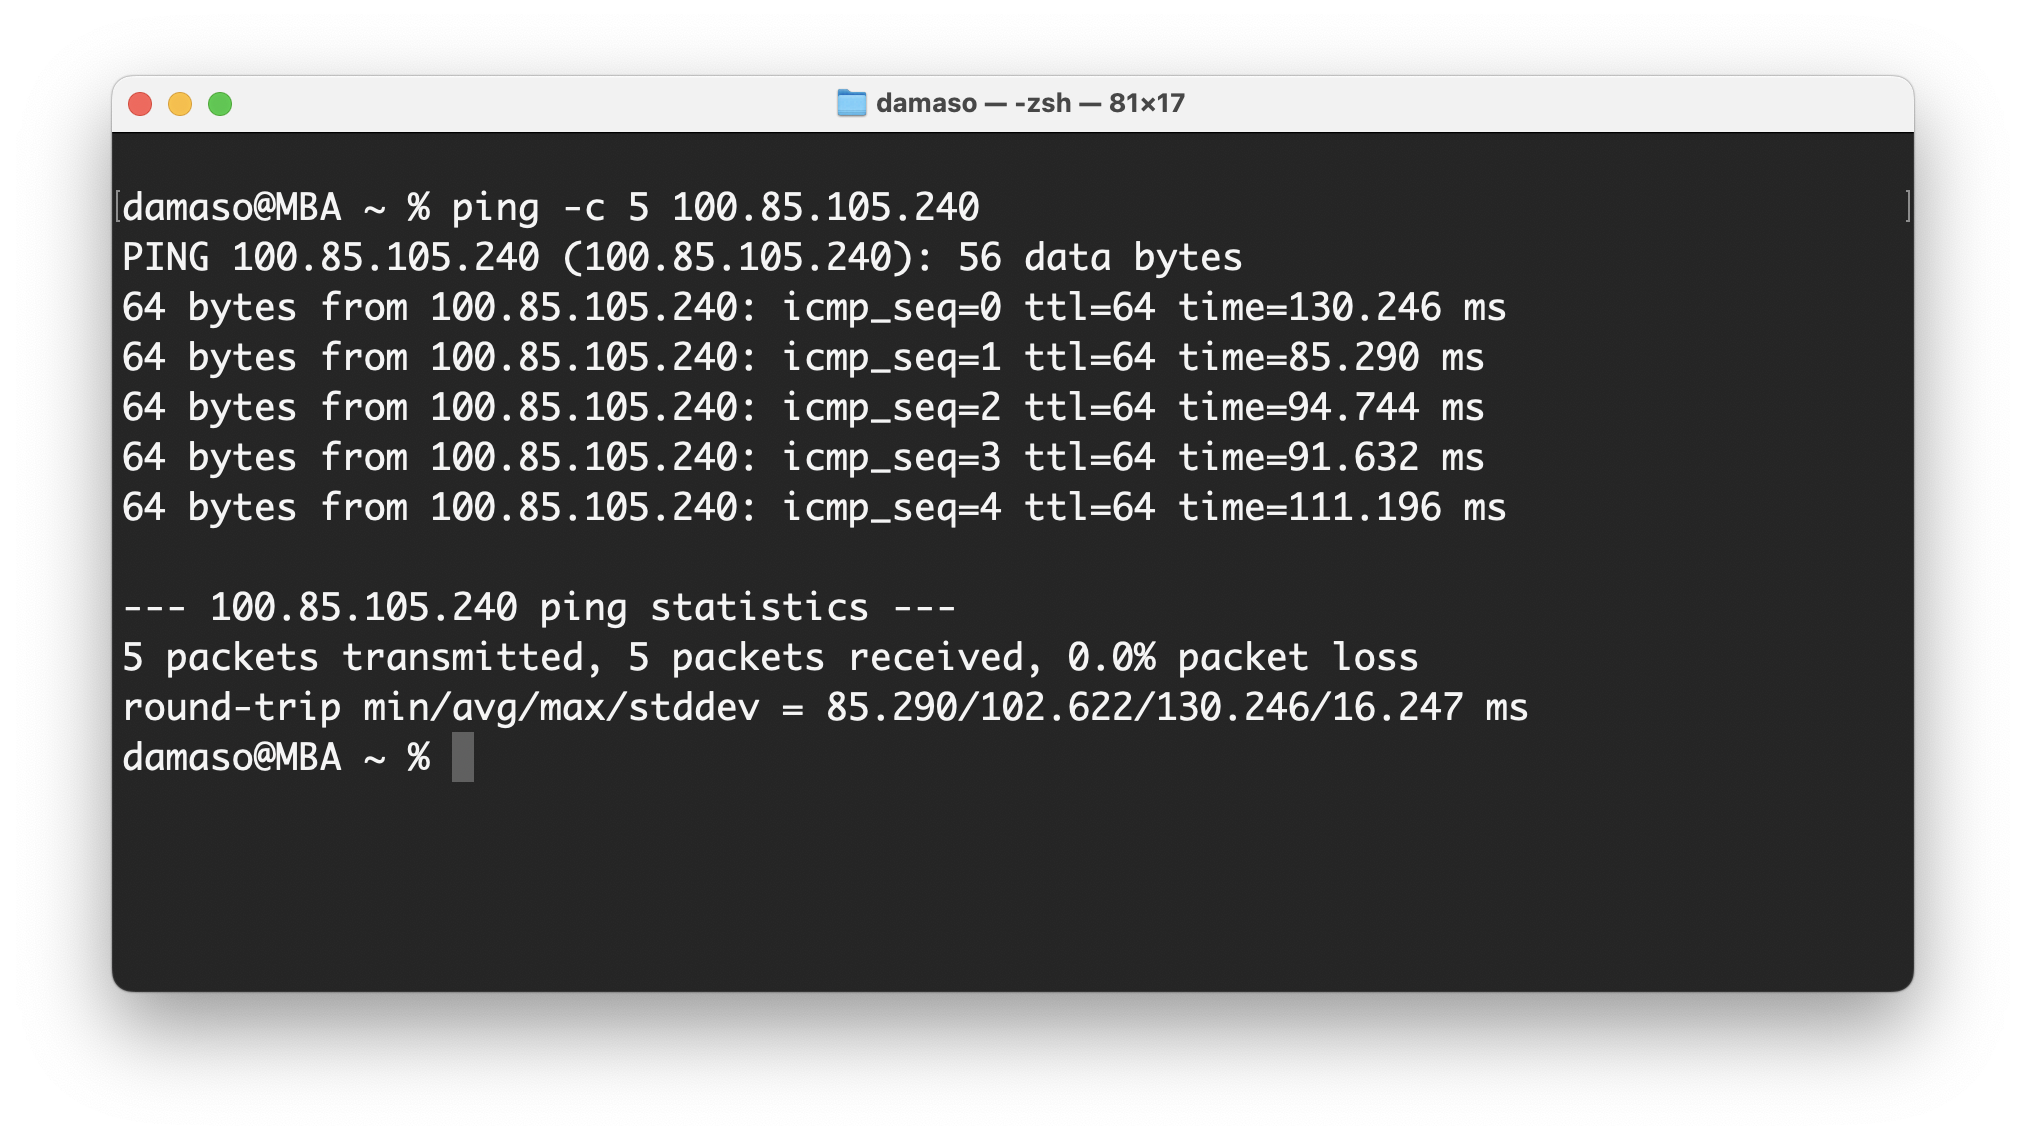 damaso — -zsh — 81×17
damaso@MBA ~ % ping -c 5 100.85.105.240
PING 100.85.105.240 (100.85.105.240): 56 data bytes
64 bytes from 100.85.105.240: icmp_seq=0 ttl=64 time=130.246 ms
64 bytes from 100.85.105.240: icmp_seq=1 ttl=64 time=85.290 ms
64 bytes from 100.85.105.240: icmp_seq=2 ttl=64 time=94.744 ms
64 bytes from 100.85.105.240: icmp_seq=3 ttl=64 time=91.632 ms
64 bytes from 100.85.105.240: icmp_seq=4 ttl=64 time=111.196 ms
--- 100.85.105.240 ping statistics ---
5 packets transmitted, 5 packets received, 0.0% packet loss
round-trip min/avg/max/stddev = 85.290/102.622/130.246/16.247 ms
damaso@MBA ~ %